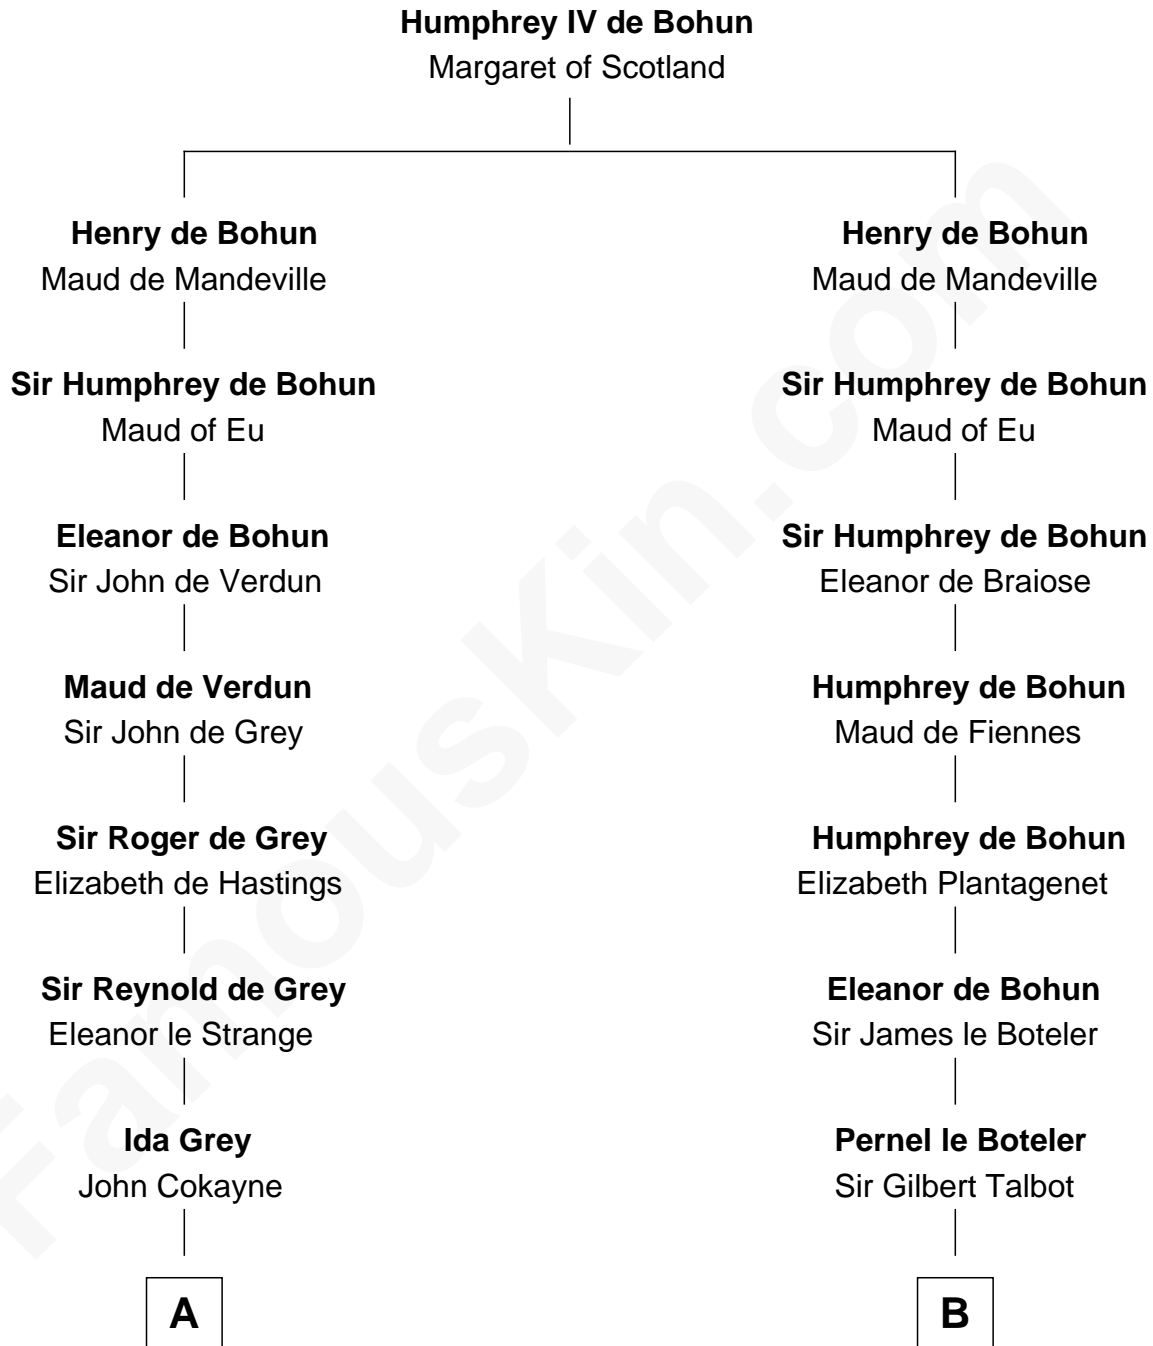 Humphrey IV de Bohun
Margaret of Scotland
Henry de Bohun
Maud de Mandeville
Henry de Bohun
Maud de Mandeville
Sir Humphrey de Bohun
Maud of Eu
Sir Humphrey de Bohun
Maud of Eu
Eleanor de Bohun
Sir John de Verdun
Sir Humphrey de Bohun
Eleanor de Braiose
Maud de Verdun
Sir John de Grey
Humphrey de Bohun
Maud de Fiennes
Sir Roger de Grey
Elizabeth de Hastings
Humphrey de Bohun
Elizabeth Plantagenet
Sir Reynold de Grey
Eleanor le Strange
Eleanor de Bohun
Sir James le Boteler
Ida Grey
John Cokayne
Pernel le Boteler
Sir Gilbert Talbot
A
B
FamousKin.com